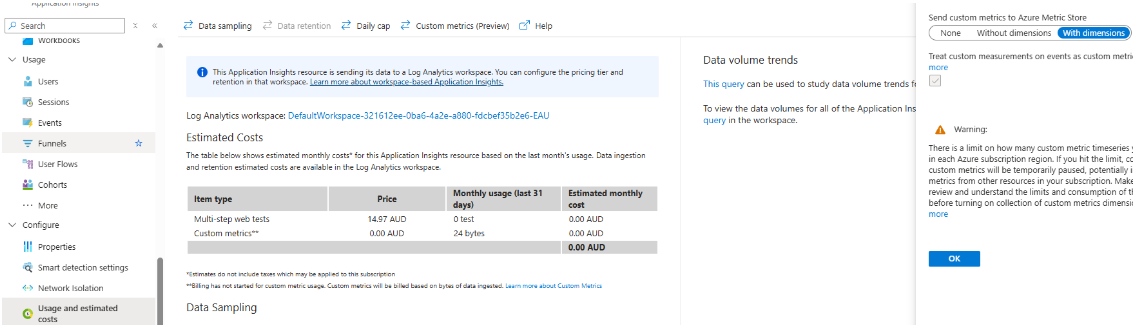 Application Insights
Search
Workbooks
Usage
Users
Sessions
Events
Funnels
User Flows
Cohorts
More
Configure
Properties
Smart detection settings
Network Isolation
Usage and estimated
costs
Data sampling
Data retention
Daily cap
Custom metrics (Preview)
Help
This Application Insights resource is sending its data to a Log Analytics workspace. You can configure the pricing tier and
retention in that workspace. Learn more about workspace-based Application Insights.
Log Analytics workspace: DefaultWorkspace-321612ee-0ba6-4a2e-a880-fdcbef35b2e6-EAU
Estimated Costs
The table below shows estimated monthly costs* for this Application Insights resource based on the last month's usage. Data ingestion
and retention estimated costs are available in the Log Analytics workspace.
Item type Price Monthly usage (last 31 days) Estimated monthly cost
Multi-step web tests 14.97 AUD 0 test 0.00 AUD
Custom metrics** 0.00 AUD 24 bytes 0.00 AUD
0.00 AUD
*Estimates do not include taxes which may be applied to this subscription
**Billing has not started for custom metric usage. Custom metrics will be billed based on bytes of data ingested. Learn more about Custom Metrics
Data Sampling
Data volume trends
This query can be used to study data volume trends f
To view the data volumes for all of the Application Ins
query in the workspace.
Send custom metrics to Azure Metric Store
None Without dimensions With dimensions
Treat custom measurements on events as custom metri
more
Warning:
There is a limit on how many custom metric timeseries y
in each Azure subscription region. If you hit the limit, co
custom metrics will be temporarily paused, potentially i
metrics from other resources in your subscription. Make
review and understand the limits and consumption of th
before turning on collection of custom metrics dimensi
more
OK